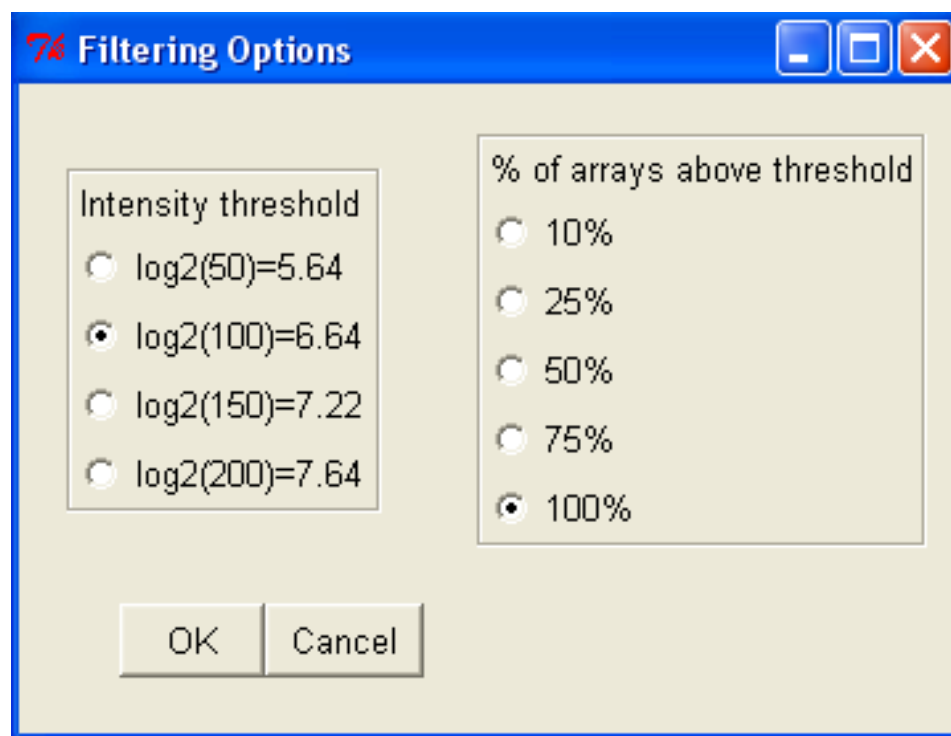 Filtering Options
Intensity threshold
log2(50)=5.64
log2(100)=6.64
log2(150)=7.22
log2(200)=7.64
% of arrays above threshold
10%
25%
50%
75%
100%
OK
Cancel